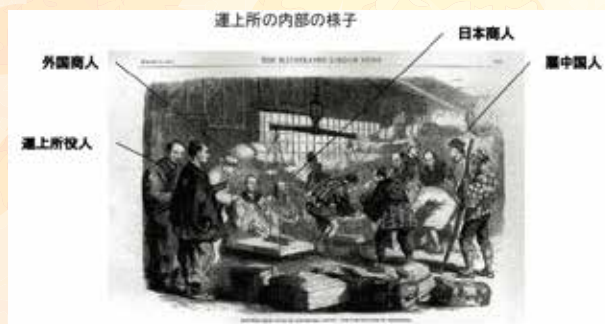 運上所の内部の様子
日本商人
外国商人
雇中国人
運上所役人
THE ILLUSTRATED LONDON NEWS